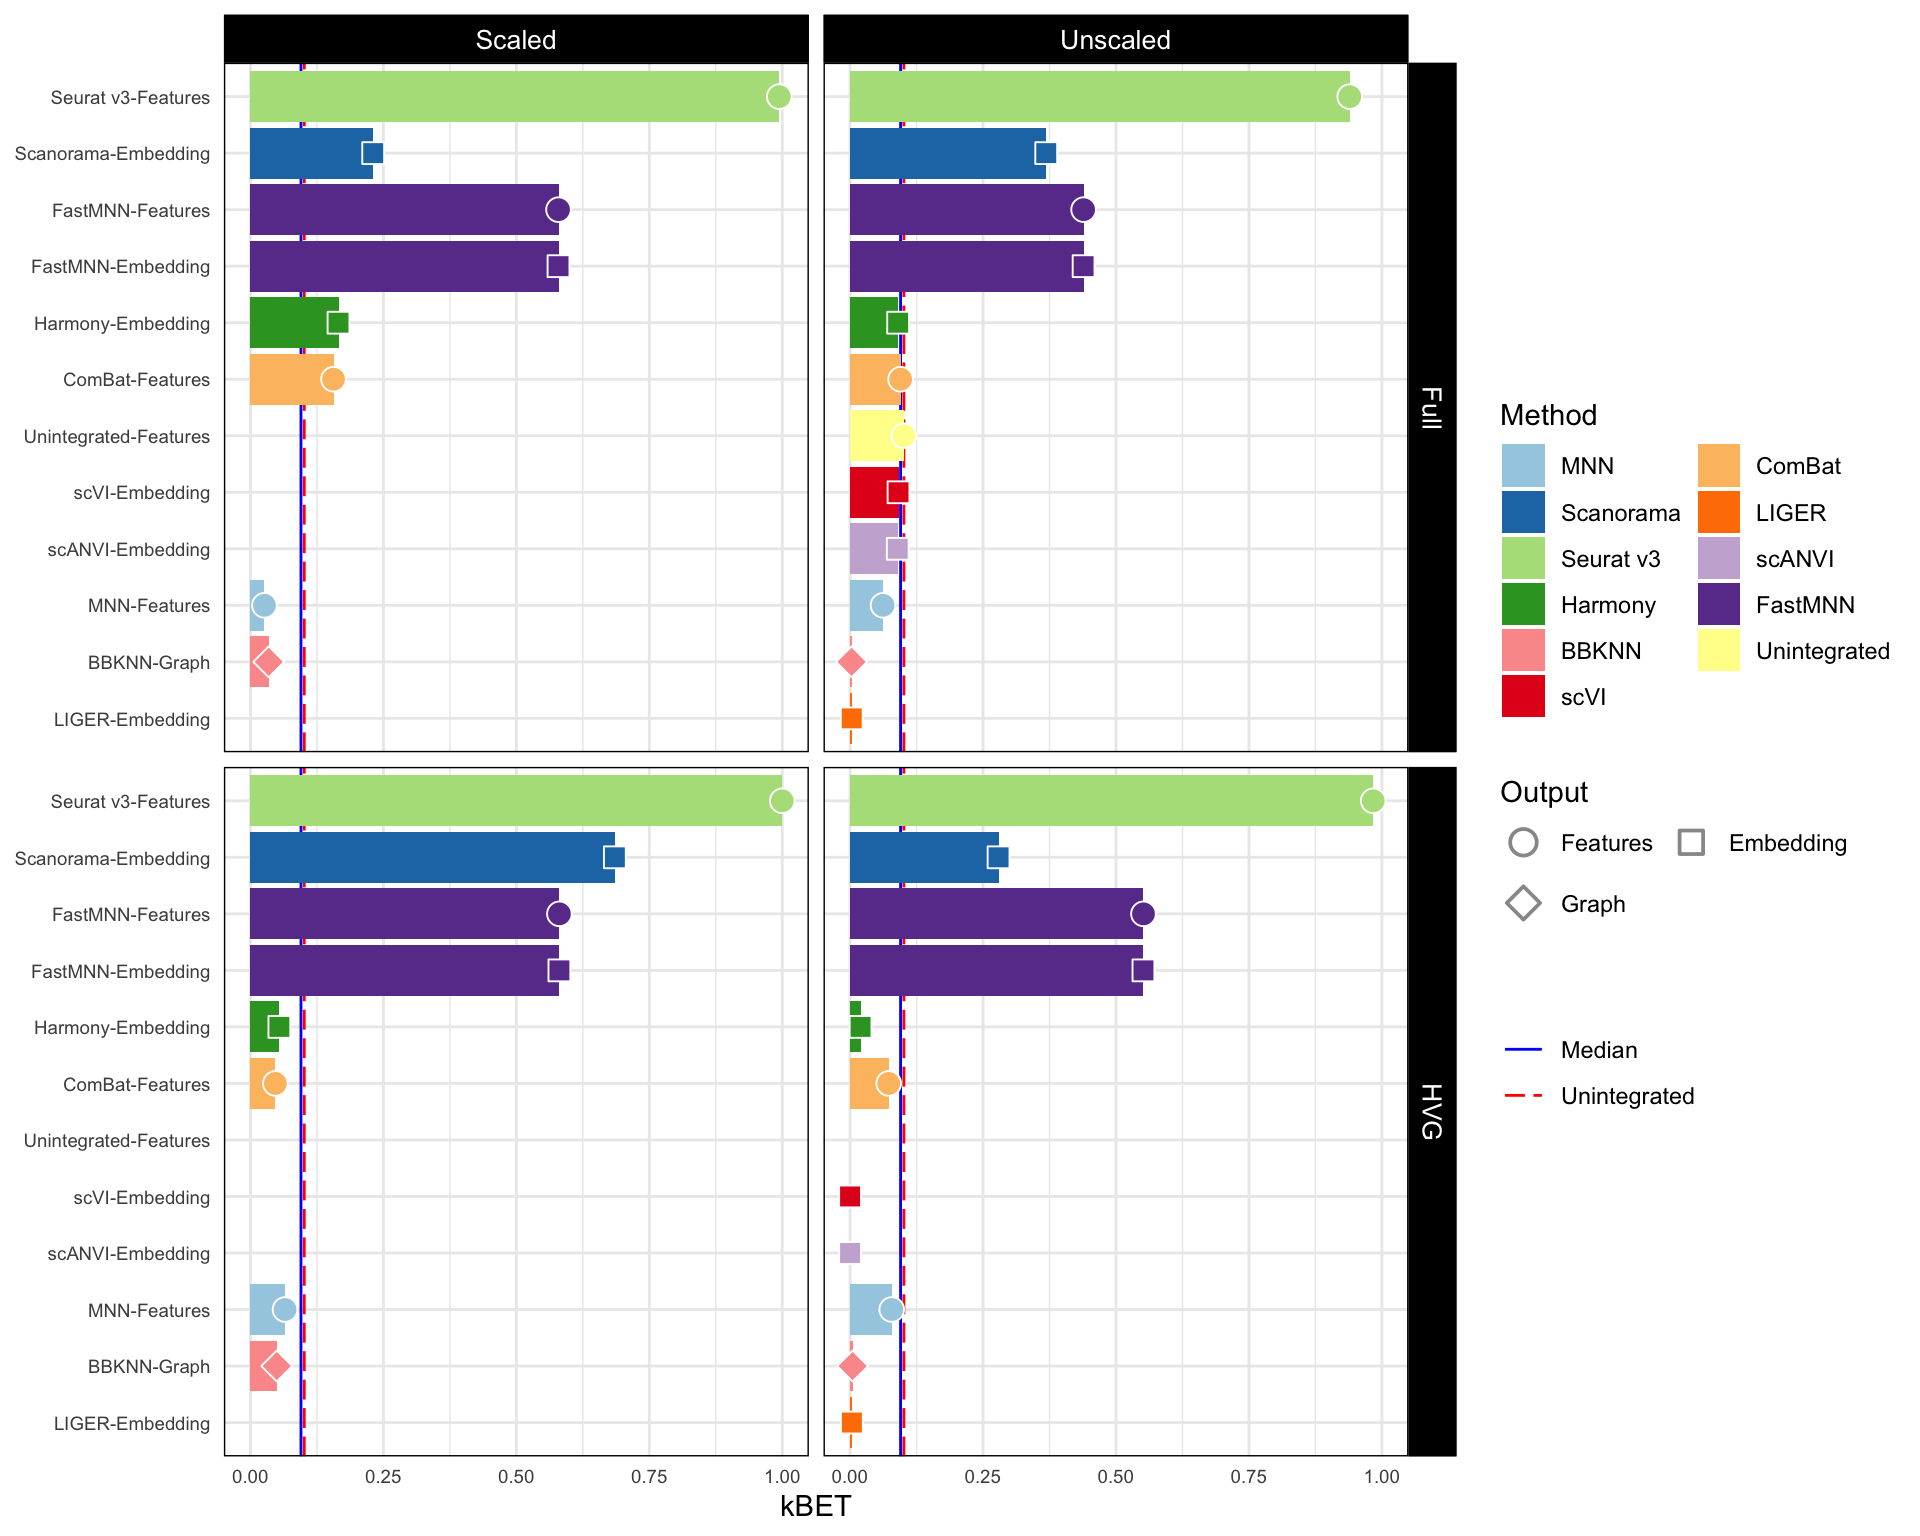 Scaled
Unscaled
Seurat v3-Features
Scanorama-Embedding
FastMNN-Features
FastMNN-Embedding
Harmony-Embedding
ComBat-Features
Unintegrated-Features
scVI-Embedding
scANVI-Embedding
MNN-Features
BBKNN-Graph
LIGER-Embedding
Full
Seurat v3-Features
Scanorama-Embedding
FastMNN-Features
FastMNN-Embedding
Harmony-Embedding
ComBat-Features
Unintegrated-Features
scVI-Embedding
scANVI-Embedding
MNN-Features
BBKNN-Graph
LIGER-Embedding
HVG
0.00 0.25 0.50 0.75 1.00
0.00 0.25 0.50 0.75 1.00
kBET
Method
MNN ComBat
Scanorama LIGER
Seurat v3 scANVI
Harmony FastMNN
BBKNN Unintegrated
scVI
Output
Features Embedding
Graph
Median
Unintegrated